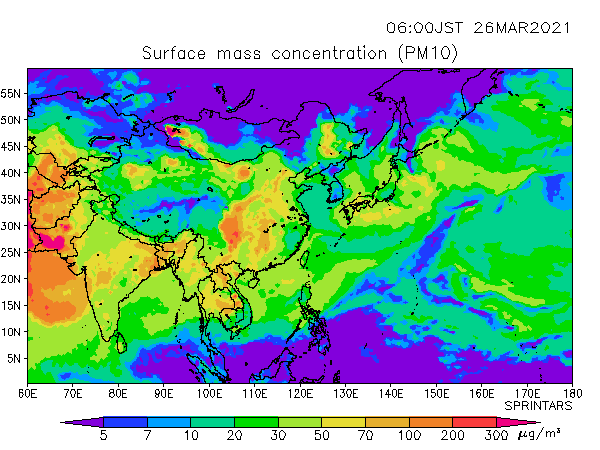 06:00JST 26MAR2021
Surface mass concentration (PM10)
55N
50N
45N
40N
35N
30N
25N
20N
15N
10N
5N
60E 70E 80E 90E 100E 110E 120E 130E 140E 150E 160E 170E 180
SPRINTARS
5 7 10 20 30 50 70 100 200 300 μg/m³